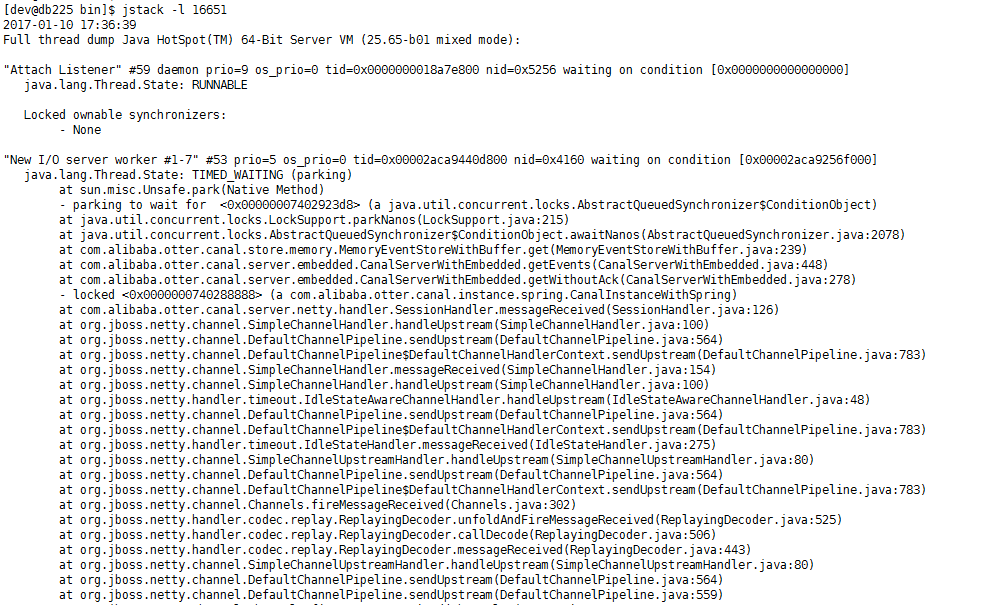 [dev@db225 bin]$ jstack -l 16651
2017-01-10 17:36:39
Full thread dump Java HotSpot(TM) 64-Bit Server VM (25.65-b01 mixed mode):

"Attach Listener" #59 daemon prio=9 os_prio=0 tid=0x0000000018a7e800 nid=0x5256 waiting on condition [0x0000000000000000]
   java.lang.Thread.State: RUNNABLE

   Locked ownable synchronizers:
        - None

"New I/O server worker #1-7" #53 prio=5 os_prio=0 tid=0x00002aca9440d800 nid=0x4160 waiting on condition [0x00002aca9256f000]
   java.lang.Thread.State: TIMED_WAITING (parking)
        at sun.misc.Unsafe.park(Native Method)
        - parking to wait for  <0x00000007402923d8> (a java.util.concurrent.locks.AbstractQueuedSynchronizer$ConditionObject)
        at java.util.concurrent.locks.LockSupport.parkNanos(LockSupport.java:215)
        at java.util.concurrent.locks.AbstractQueuedSynchronizer$ConditionObject.awaitNanos(AbstractQueuedSynchronizer.java:2078)
        at com.alibaba.otter.canal.store.memory.MemoryEventStoreWithBuffer.get(MemoryEventStoreWithBuffer.java:239)
        at com.alibaba.otter.canal.server.embedded.CanalServerWithEmbedded.getEvents(CanalServerWithEmbedded.java:448)
        at com.alibaba.otter.canal.server.embedded.CanalServerWithEmbedded.getWithoutAck(CanalServerWithEmbedded.java:278)
        - locked <0x0000000740288888> (a com.alibaba.otter.canal.instance.spring.CanalInstanceWithSpring)
        at com.alibaba.otter.canal.server.netty.handler.SessionHandler.messageReceived(SessionHandler.java:126)
        at org.jboss.netty.channel.SimpleChannelHandler.handleUpstream(SimpleChannelHandler.java:100)
        at org.jboss.netty.channel.DefaultChannelPipeline.sendUpstream(DefaultChannelPipeline.java:564)
        at org.jboss.netty.channel.DefaultChannelPipeline$DefaultChannelHandlerContext.sendUpstream(DefaultChannelPipeline.java:783)
        at org.jboss.netty.channel.SimpleChannelHandler.messageReceived(SimpleChannelHandler.java:154)
        at org.jboss.netty.channel.SimpleChannelHandler.handleUpstream(SimpleChannelHandler.java:100)
        at org.jboss.netty.handler.timeout.IdleStateAwareChannelHandler.handleUpstream(IdleStateAwareChannelHandler.java:48)
        at org.jboss.netty.channel.DefaultChannelPipeline.sendUpstream(DefaultChannelPipeline.java:564)
        at org.jboss.netty.channel.DefaultChannelPipeline$DefaultChannelHandlerContext.sendUpstream(DefaultChannelPipeline.java:783)
        at org.jboss.netty.handler.timeout.IdleStateHandler.messageReceived(IdleStateHandler.java:275)
        at org.jboss.netty.channel.SimpleChannelUpstreamHandler.handleUpstream(SimpleChannelUpstreamHandler.java:80)
        at org.jboss.netty.channel.DefaultChannelPipeline.sendUpstream(DefaultChannelPipeline.java:564)
        at org.jboss.netty.channel.DefaultChannelPipeline$DefaultChannelHandlerContext.sendUpstream(DefaultChannelPipeline.java:783)
        at org.jboss.netty.channel.Channels.fireMessageReceived(Channels.java:302)
        at org.jboss.netty.handler.codec.replay.ReplayingDecoder.unfoldAndFireMessageReceived(ReplayingDecoder.java:525)
        at org.jboss.netty.handler.codec.replay.ReplayingDecoder.callDecode(ReplayingDecoder.java:506)
        at org.jboss.netty.handler.codec.replay.ReplayingDecoder.messageReceived(ReplayingDecoder.java:443)
        at org.jboss.netty.channel.SimpleChannelUpstreamHandler.handleUpstream(SimpleChannelUpstreamHandler.java:80)
        at org.jboss.netty.channel.DefaultChannelPipeline.sendUpstream(DefaultChannelPipeline.java:564)
        at org.jboss.netty.channel.DefaultChannelPipeline.sendUpstream(DefaultChannelPipeline.java:559)